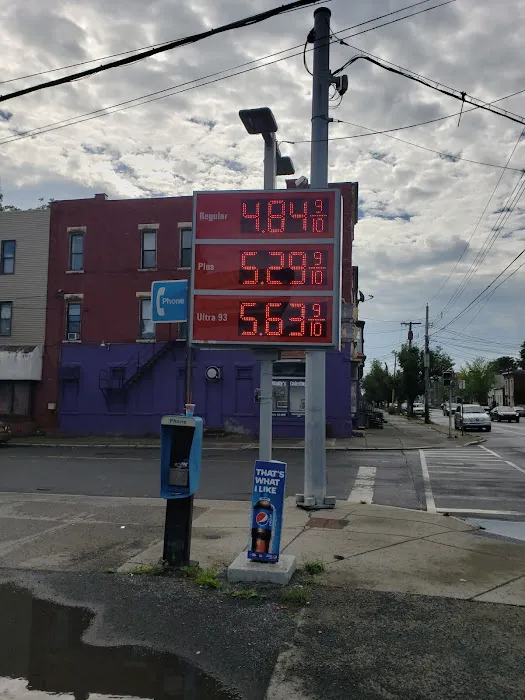 Regular 4.84 9/10
Plus 5.29 9/10
Phone
Ultra 93 5.63 9/10
Phone
THAT'S
WHAT
I LIKE
pepsi